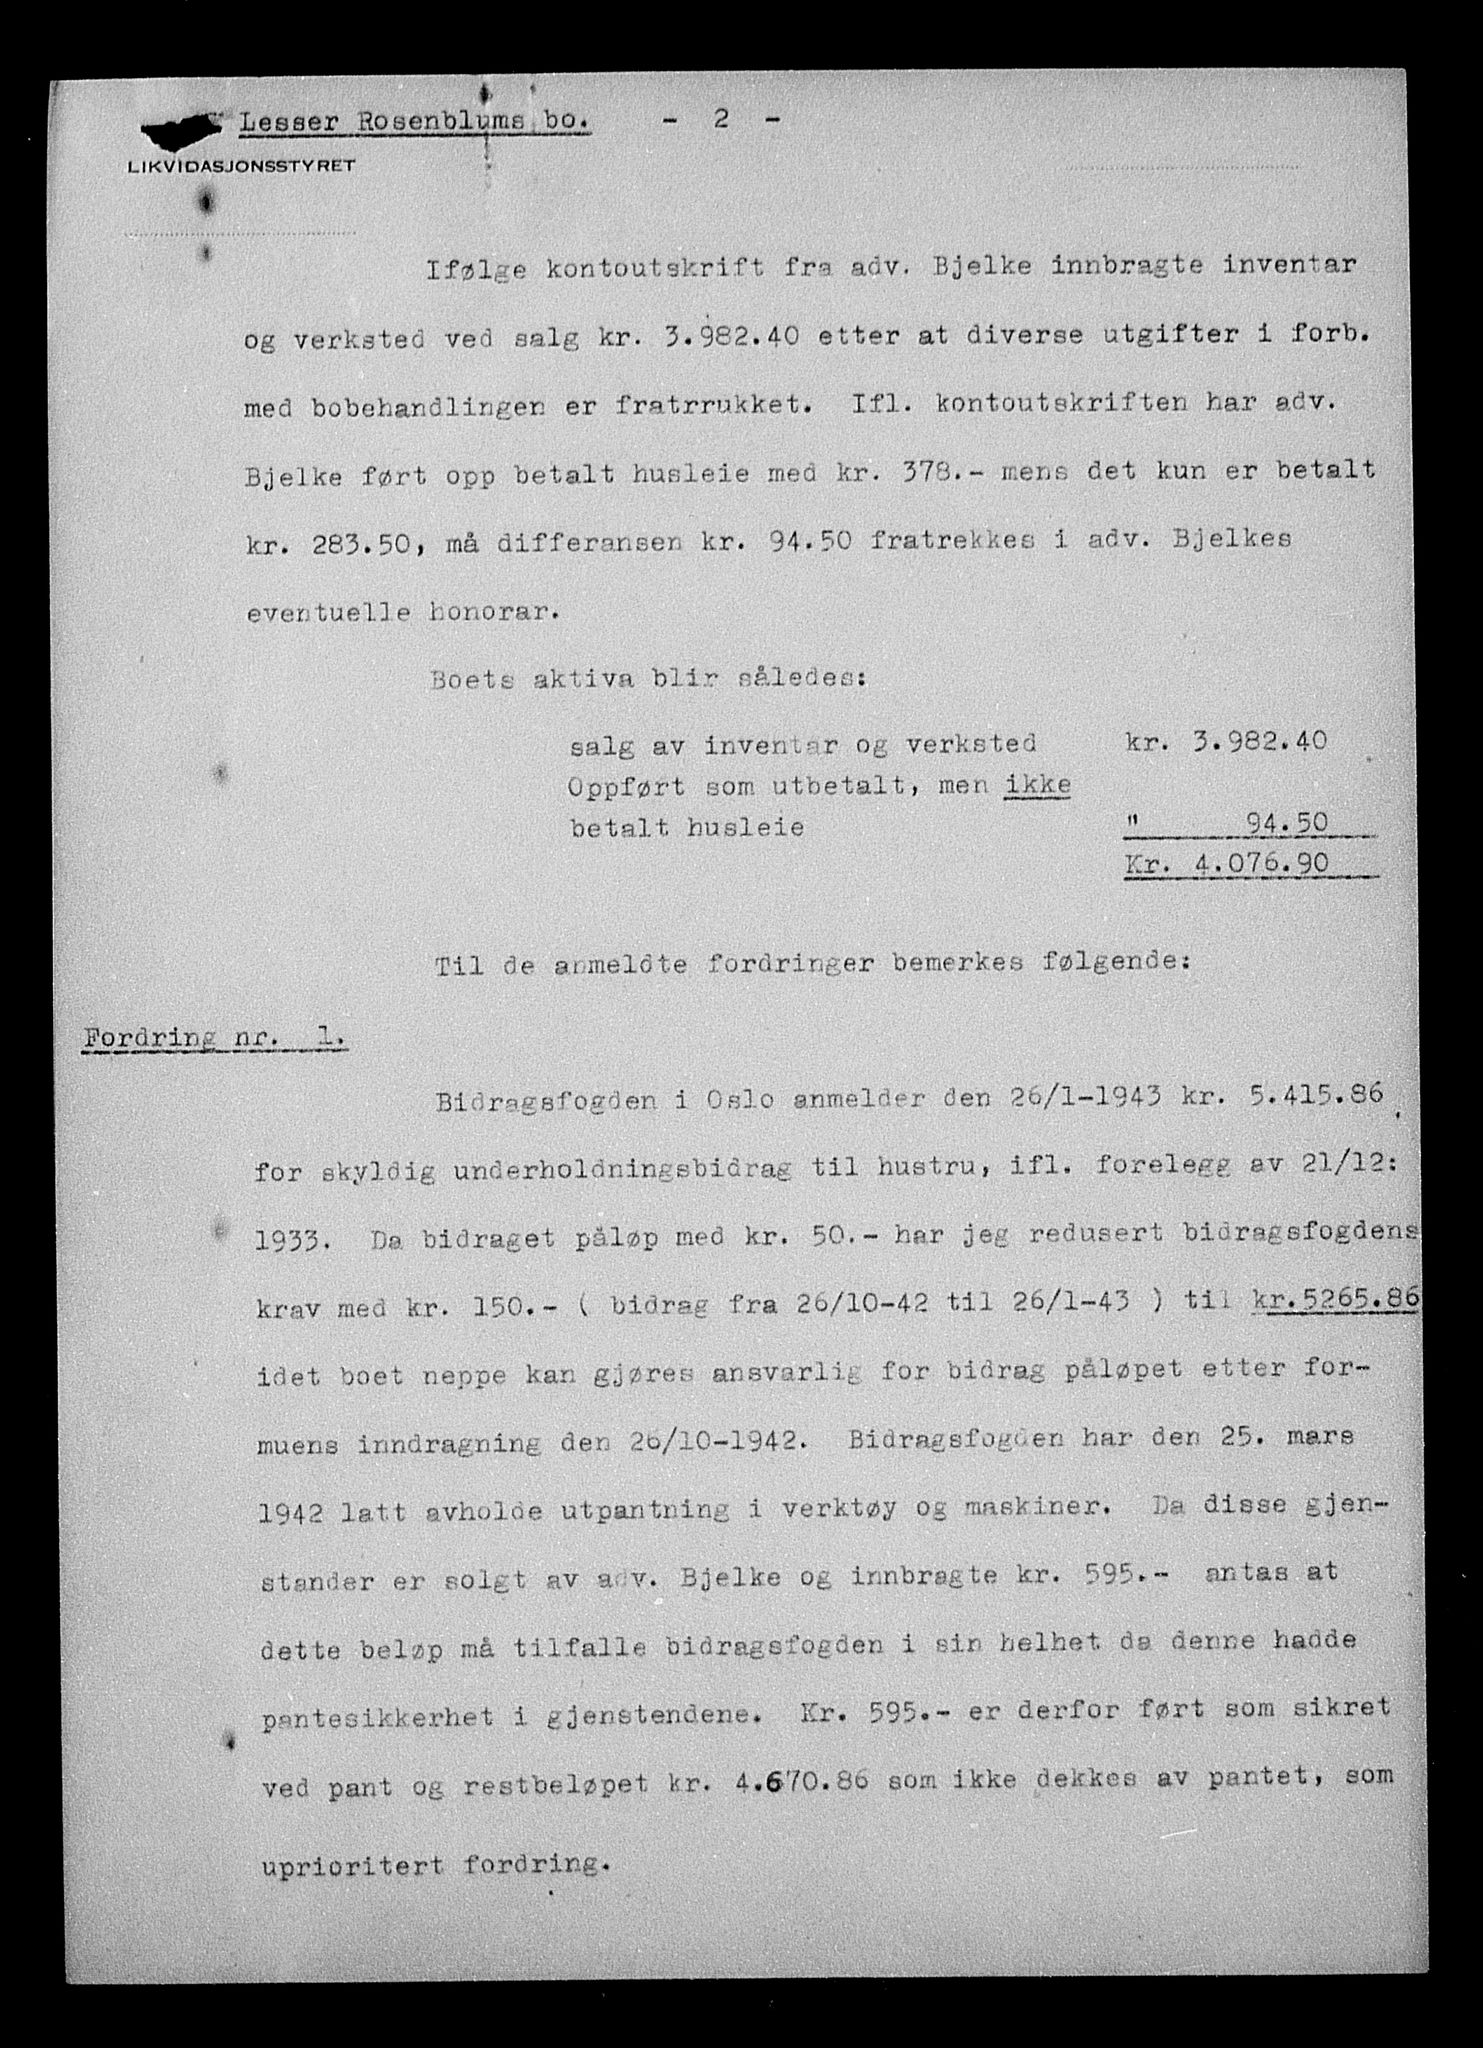 Lesser Rosenblums bo. - 2 -
LIKVIDASJONSSTYRET
Ifølge kontoutskrift fra adv. Bjelke innbragte inventar
og verksted ved salg kr. 3.982.40 etter at diverse utgifter i forb.
med bobehandlingen er fratrrukket. Ifl. kontoutskriften har adv.
Bjelke ført opp betalt husleie med kr. 378.- mens det kun er betalt
kr. 283.50, må differansen kr. 94.50 fratrekkes i adv. Bjelkes
eventuelle honorar.
Boets aktiva blir således:
salg av inventar og verksted kr. 3.982.40
Oppført som utbetalt, men ikke
betalt husleie " 94.50
Kr. 4.076.90
Til de anmeldte fordringer bemerkes følgende:
Fordring nr. 1.
Bidragsfogden i Oslo anmelder den 26/1-1943 kr. 5.415.86
for skyldig underholdningsbidrag til hustru, ifl. forelegg av 21/12:
1933. Da bidraget påløp med kr. 50.- har jeg redusert bidragsfogdens
krav med kr. 150.- ( bidrag fra 26/10-42 til 26/1-43 ) til kr.5265.86
idet boet neppe kan gjøres ansvarlig for bidrag påløpet etter for-
muens inndragning den 26/10-1942. Bidragsfogden har den 25. mars
1942 latt avholde utpantning i verktøy og maskiner. Da disse gjen-
stander er solgt av adv. Bjelke og innbragte kr. 595.- antas at
dette beløp må tilfalle bidragsfogden i sin helhet da denne hadde
pantesikkerhet i gjenstendene. Kr. 595.- er derfor ført som sikret
ved pant og restbeløpet kr. 4.670.86 som ikke dekkes av pantet, som
uprioritert fordring.